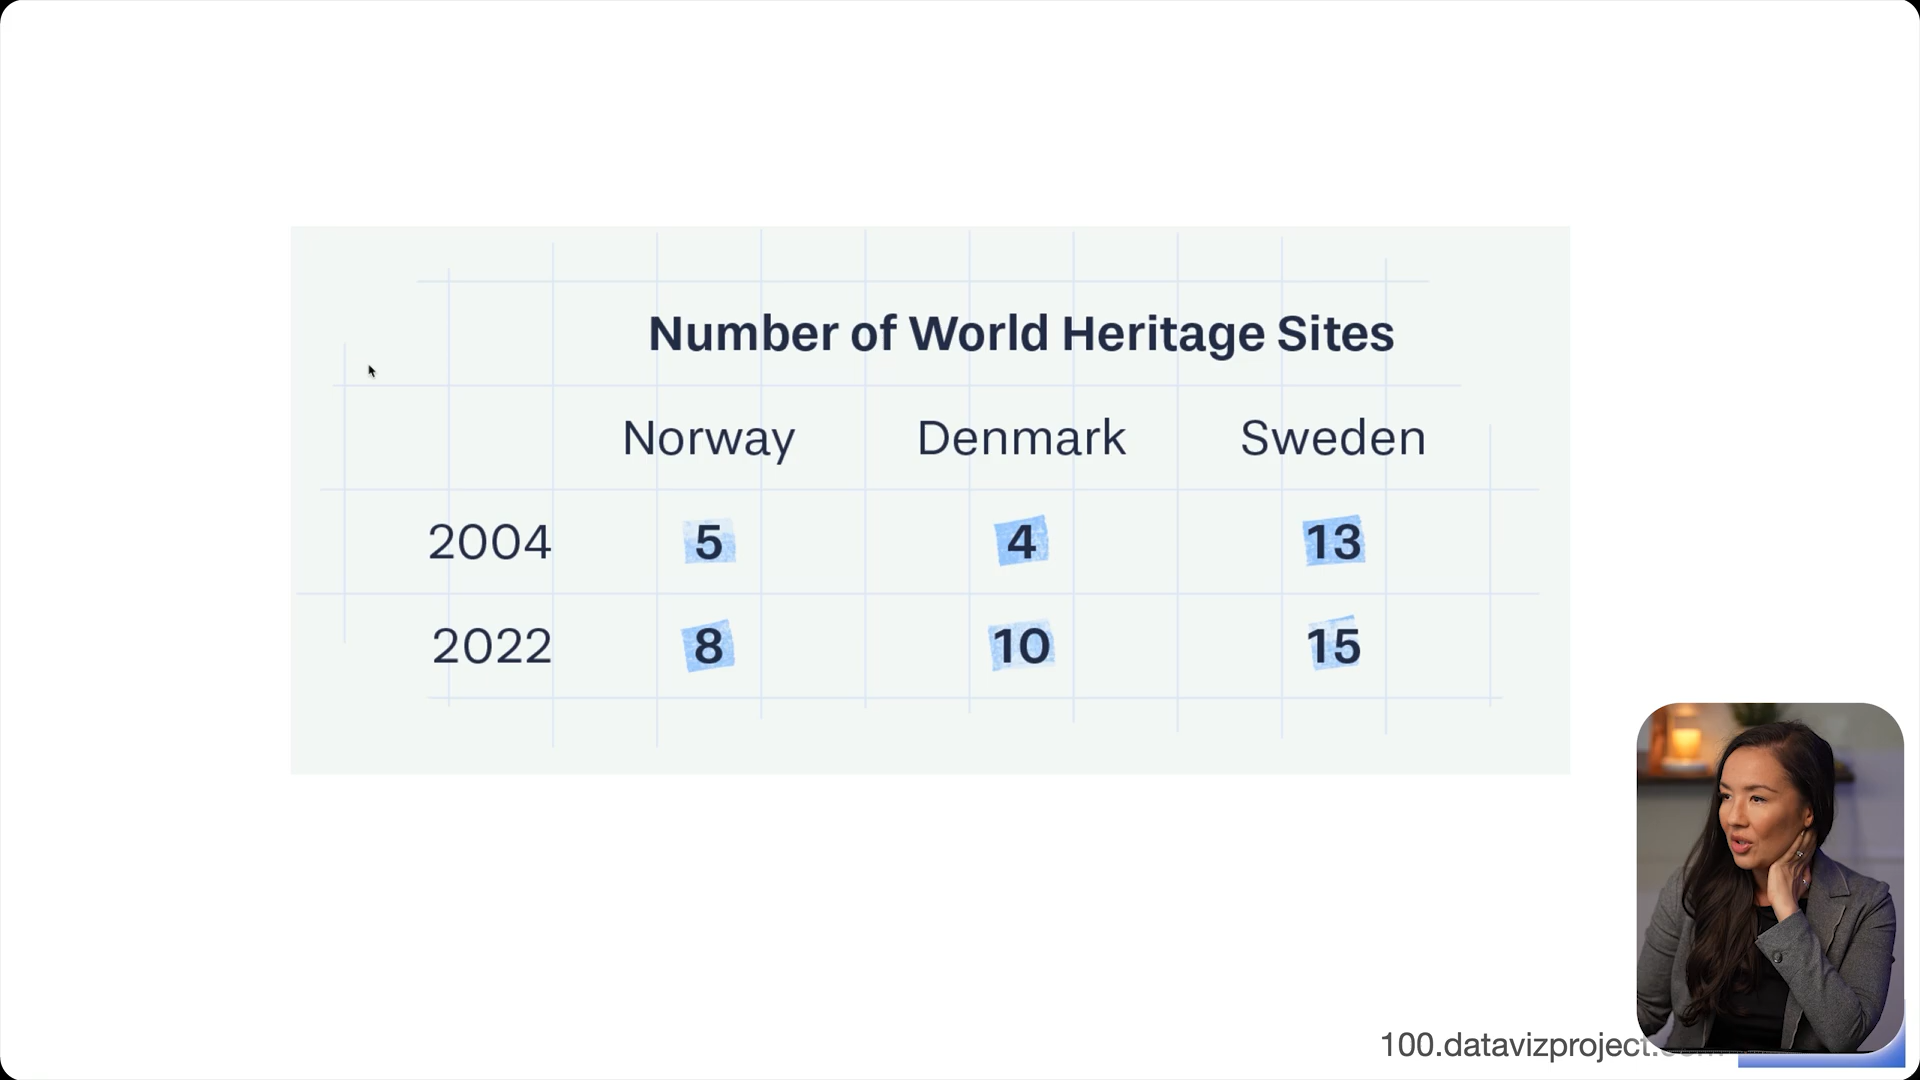 Number of World Heritage Sites
Norway Denmark Sweden
2004 5 4 13
2022 8 10 15
100.datavizproject.